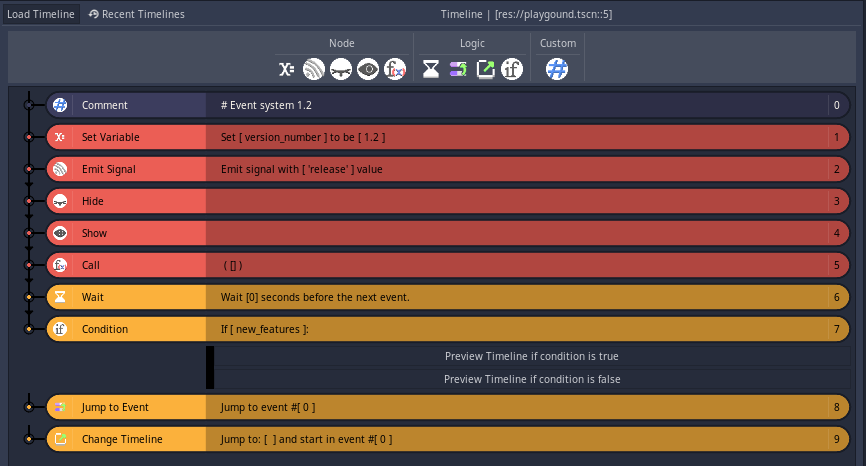 Load Timeline Recent Timelines Timeline | [res://playgound.tscn::5]
Node Logic Custom
X= f(x) if #
# Comment # Event system 1.2 0
X= Set Variable Set [ version_number ] to be [ 1.2 ] 1
Emit Signal Emit signal with [ 'release' ] value 2
Hide 3
Show 4
f(x) Call ( [] ) 5
Wait Wait [0] seconds before the next event. 6
if Condition If [ new_features ]: 7
Preview Timeline if condition is true
Preview Timeline if condition is false
Jump to Event Jump to event #[ 0 ] 8
Change Timeline Jump to: [ ] and start in event #[ 0 ] 9